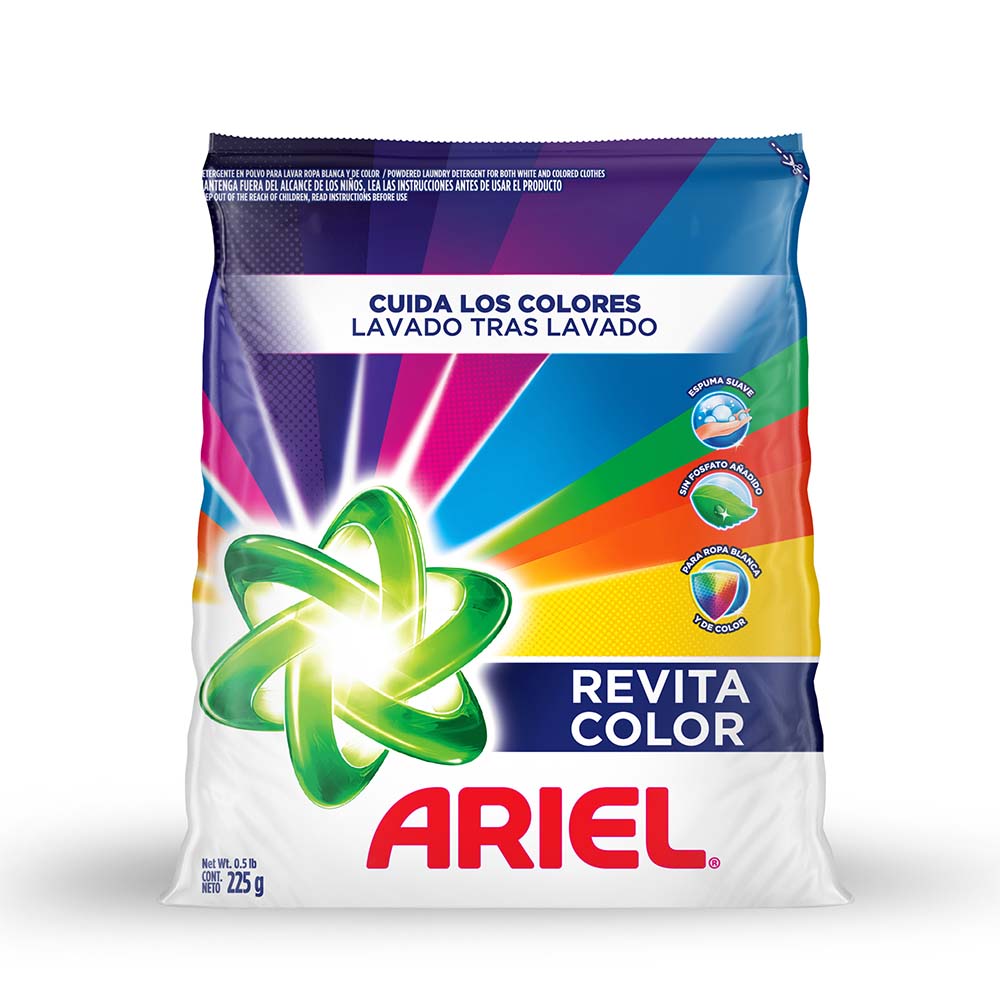 ETERGENTE EN POLVO PARA LAVAR ROPA BLANCA Y DE COLOR / POWDERED LAUNDRY DETERGENT FOR BOTH WHITE AND COLORED CLOTHES
ANTENGA FUERA DEL ALCANCE DE LOS NIÑOS, LEA LAS INSTRUCCIONES ANTES DE USAR EL PRODUCTO
EP OUT OF THE REACH OF CHILDREN, READ INSTRUCTIONS BEFORE USE
CUIDA LOS COLORES
LAVADO TRAS LAVADO
ESPUMA SUAVE
SIN FOSFATO AÑADIDO
PARA ROPA BLANCA
Y DE COLOR
REVITA
COLOR
ARIEL®
Net Wt. 0.5 lb
CONT.
NETO 225 g